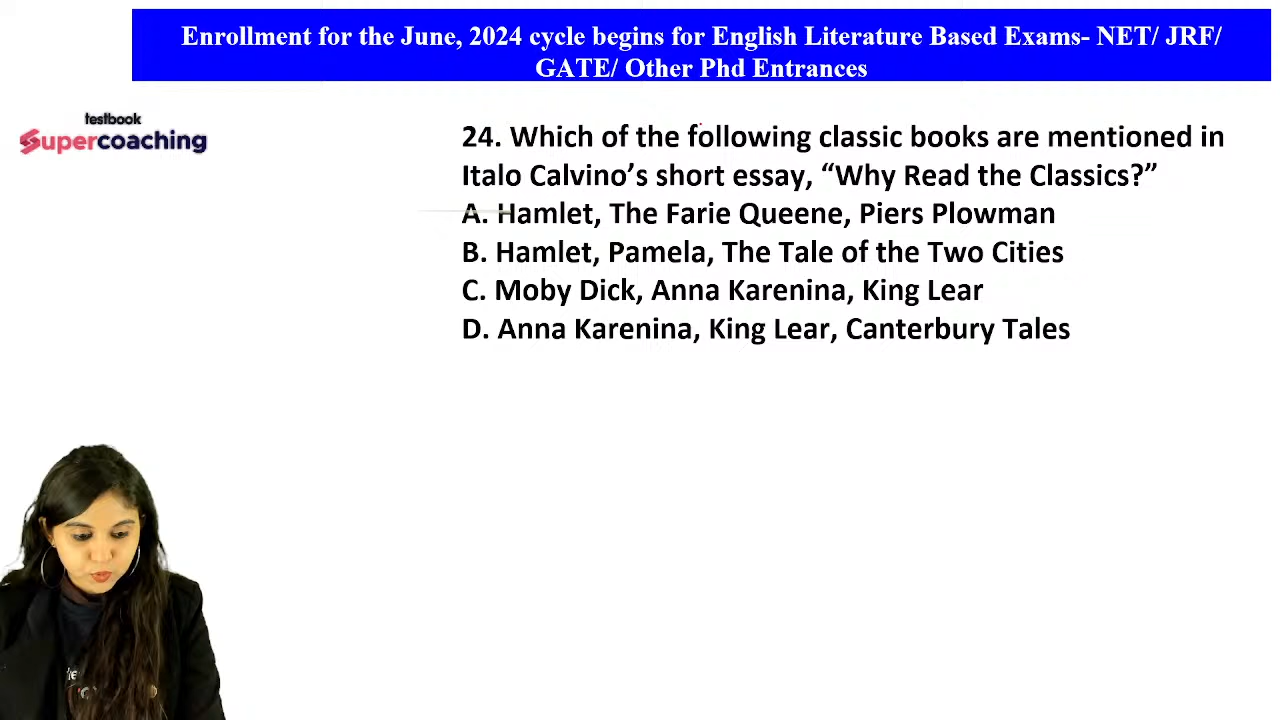 Enrollment for the June, 2024 cycle begins for English Literature Based Exams- NET/ JRF/
GATE/ Other Phd Entrances
testbook
Supercoaching
24. Which of the following classic books are mentioned in
Italo Calvino’s short essay, “Why Read the Classics?”
A. Hamlet, The Farie Queene, Piers Plowman
B. Hamlet, Pamela, The Tale of the Two Cities
C. Moby Dick, Anna Karenina, King Lear
D. Anna Karenina, King Lear, Canterbury Tales